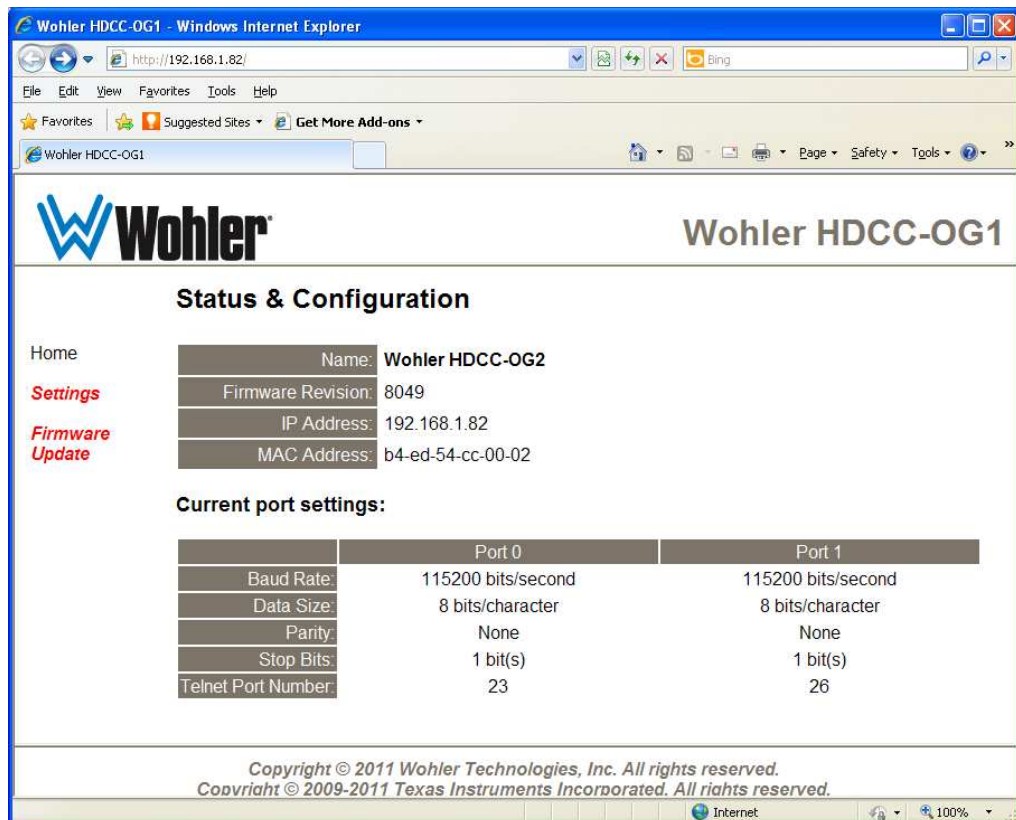 Wohler HDCC-OG1 - Windows Internet Explorer
http://192.168.1.82/
Bing
File Edit View Favorites Tools Help
Favorites Suggested Sites Get More Add-ons
Wohler HDCC-OG1
Page Safety Tools
Wohler
Wohler HDCC-OG1
Status & Configuration
Home
Settings
Firmware
Update
Name: Wohler HDCC-OG2
Firmware Revision: 8049
IP Address: 192.168.1.82
MAC Address: b4-ed-54-cc-00-02
Current port settings:
Port 0 Port 1
Baud Rate: 115200 bits/second 115200 bits/second
Data Size: 8 bits/character 8 bits/character
Parity: None None
Stop Bits: 1 bit(s) 1 bit(s)
Telnet Port Number: 23 26
Copyright © 2011 Wohler Technologies, Inc. All rights reserved.
Copyright © 2009-2011 Texas Instruments Incorporated. All rights reserved.
Internet 100%